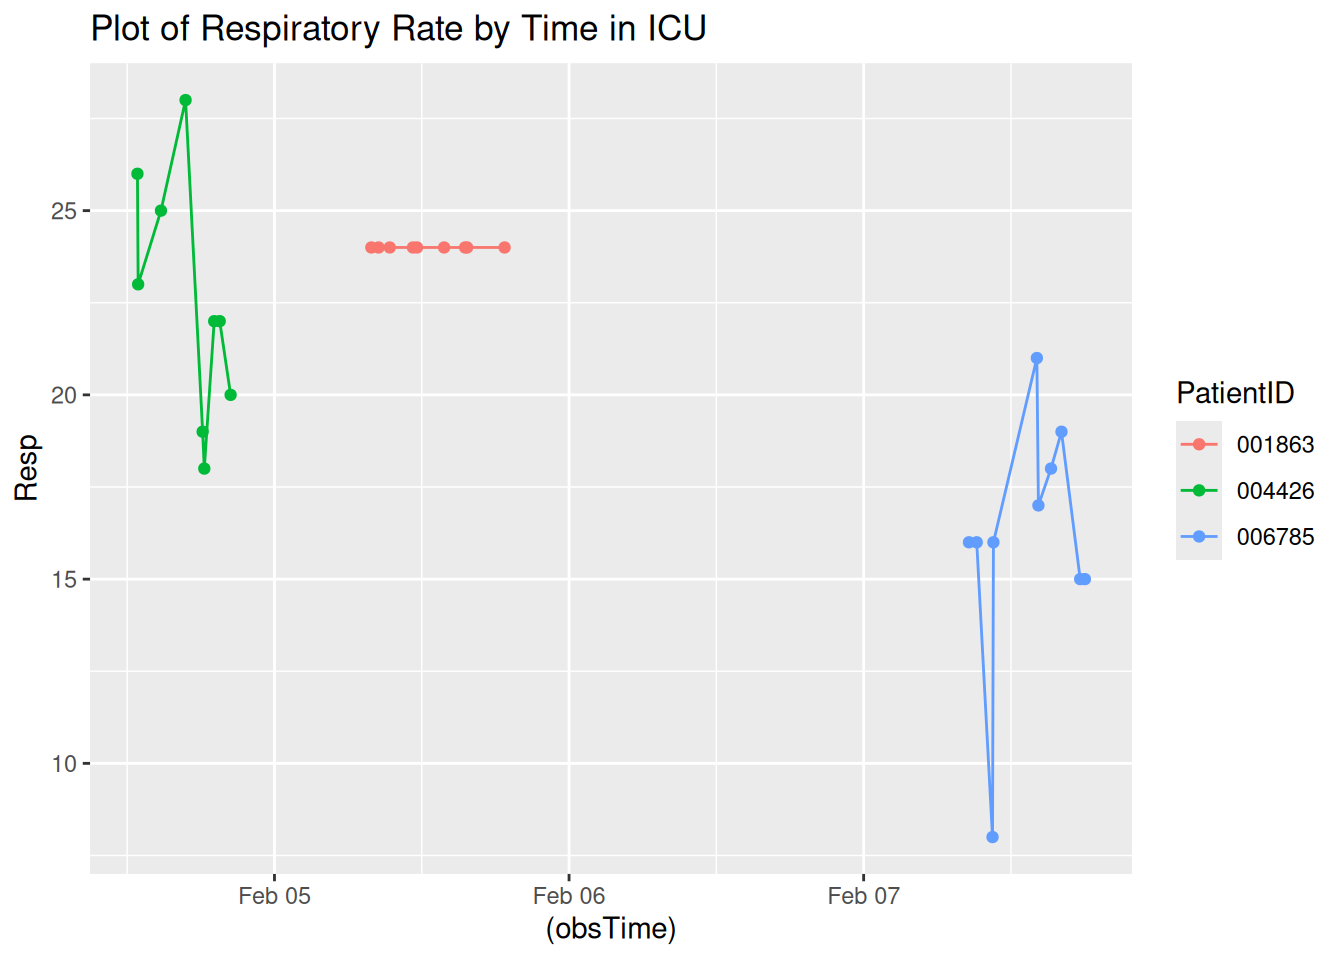 Plot of Respiratory Rate by Time in ICU
Resp
25
20
15
10
Feb 05
Feb 06
Feb 07
(obsTime)
PatientID
001863
004426
006785